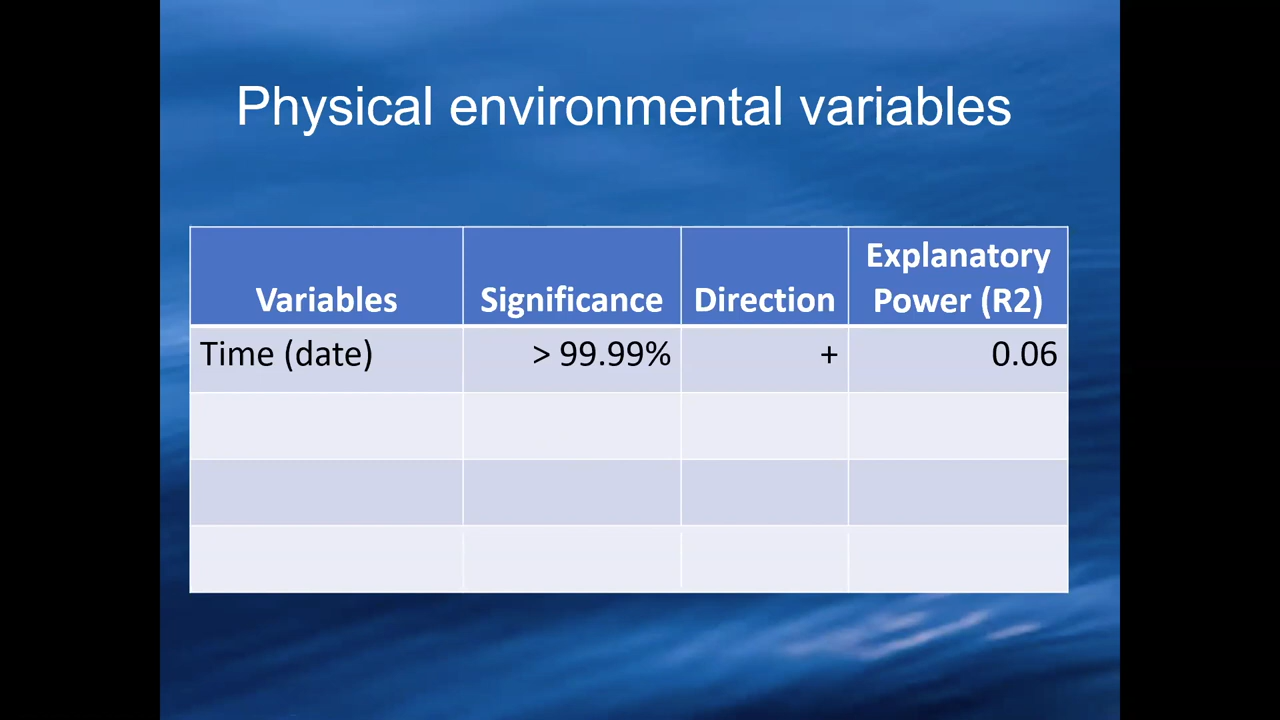 Physical environmental variables
Variables Significance Direction Explanatory Power (R2)
Time (date) > 99.99% + 0.06